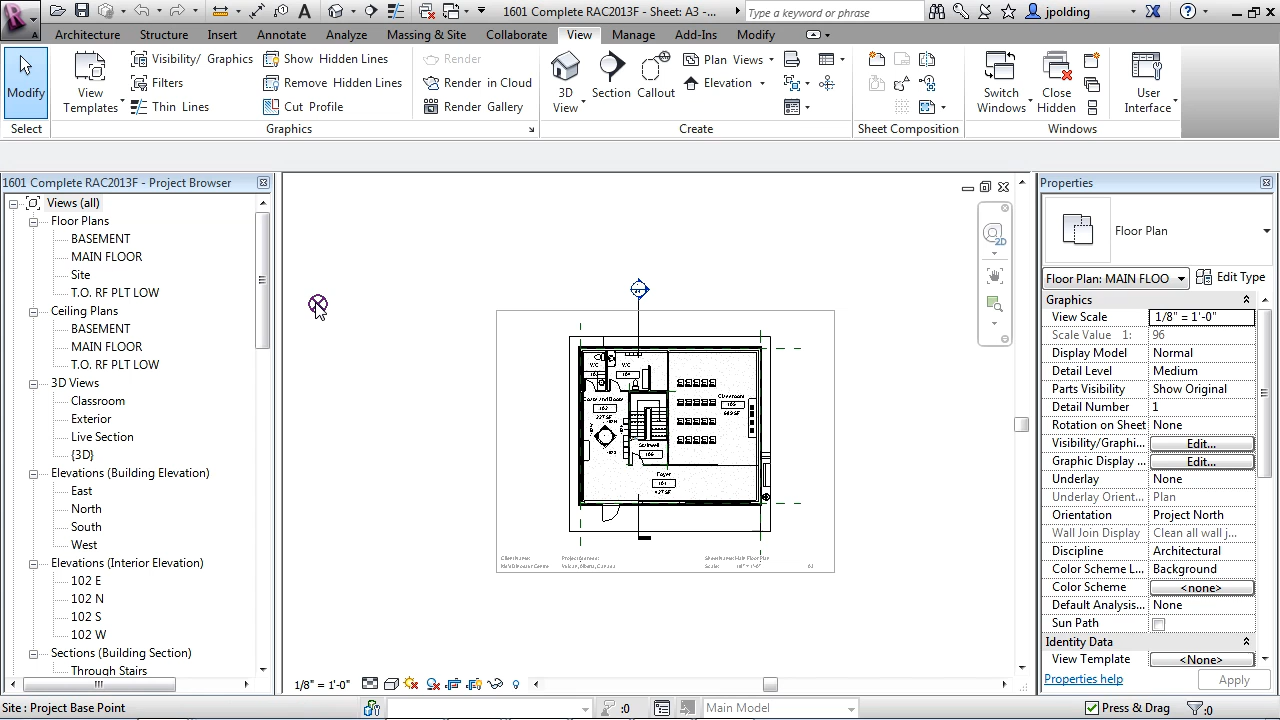 1601 Complete RAC2013F - Sheet: A3 -...
Type a keyword or phrase
jpolding
Architecture Structure Insert Annotate Analyze Massing & Site Collaborate View Manage Add-Ins Modify
Modify
View
Templates
Visibility/ Graphics
Filters
Thin Lines
Show Hidden Lines
Remove Hidden Lines
Cut Profile
Render
Render in Cloud
Render Gallery
3D
View
Section
Callout
Plan Views
Elevation
Switch
Windows
Close
Hidden
User
Interface
Select Graphics Create Sheet Composition Windows
1601 Complete RAC2013F - Project Browser
Views (all)
Floor Plans
BASEMENT
MAIN FLOOR
Site
T.O. RF PLT LOW
Ceiling Plans
BASEMENT
MAIN FLOOR
T.O. RF PLT LOW
3D Views
Classroom
Exterior
Live Section
{3D}
Elevations (Building Elevation)
East
North
South
West
Elevations (Interior Elevation)
102 E
102 N
102 S
102 W
Sections (Building Section)
Through Stairs
2D
Classroom
Stairwell
Foyer
101
Properties
Floor Plan
Floor Plan: MAIN FLOO Edit Type
Graphics
View Scale 1/8" = 1'-0"
Scale Value 1: 96
Display Model Normal
Detail Level Medium
Parts Visibility Show Original
Detail Number 1
Rotation on Sheet None
Visibility/Graphi... Edit...
Graphic Display ... Edit...
Underlay None
Underlay Orient... Plan
Orientation Project North
Wall Join Display Clean all wall j...
Discipline Architectural
Color Scheme L... Background
Color Scheme <none>
Default Analysis... None
Sun Path
Identity Data
View Template <None>
Properties help Apply
1/8" = 1'-0"
Site : Project Base Point
:0
Main Model
Press & Drag
:0